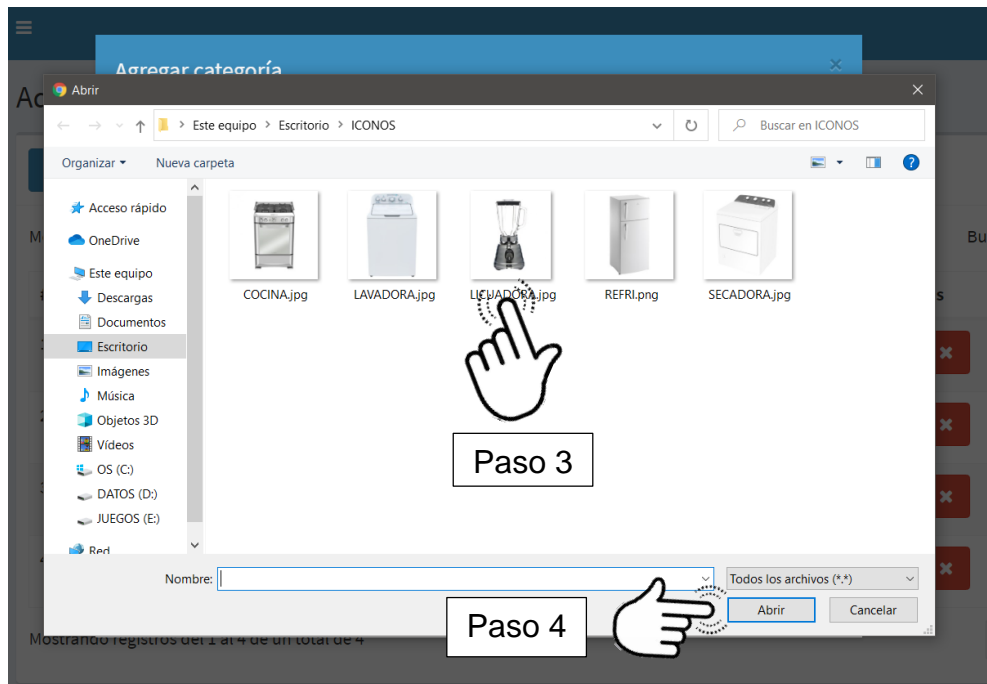 Agregar categoría ×
Ac
Abrir
Este equipo > Escritorio > ICONOS
Buscar en ICONOS
Organizar
Nueva carpeta
Acceso rápido
OneDrive
Este equipo
Descargas
Documentos
Escritorio
Imágenes
Música
Objetos 3D
Vídeos
OS (C:)
DATOS (D:)
JUEGOS (E:)
Red
COCINA.jpg
LAVADORA.jpg
LICUADORA.jpg
REFRI.png
SECADORA.jpg
M
Bu
s
Paso 3
Nombre:
Todos los archivos (*.*)
Abrir
Cancelar
Paso 4
Mostrando registros del 1 al 4 de un total de 4